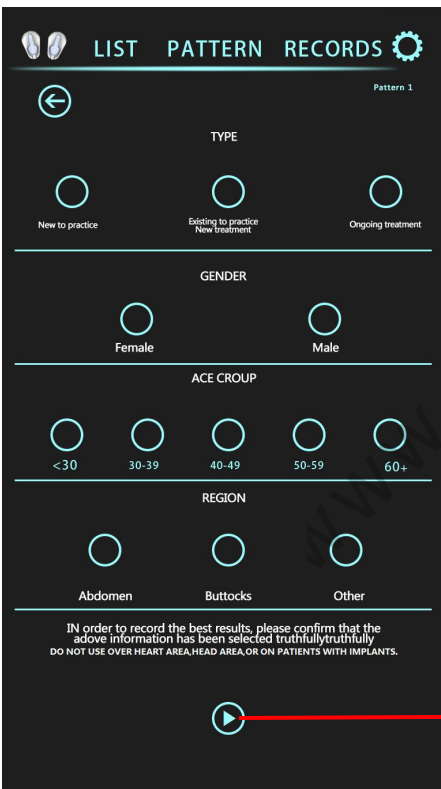 LIST PATTERN RECORDS
Pattern 1
TYPE
New to practice
Existing to practice
New treatment
Ongoing treatment
GENDER
Female Male
ACE CROUP
<30 30-39 40-49 50-59 60+
REGION
Abdomen Buttocks Other
IN order to record the best results, please confirm that the
adove information has been selected truthfullytruthfully
DO NOT USE OVER HEART AREA,HEAD AREA,OR ON PATIENTS WITH IMPLANTS.